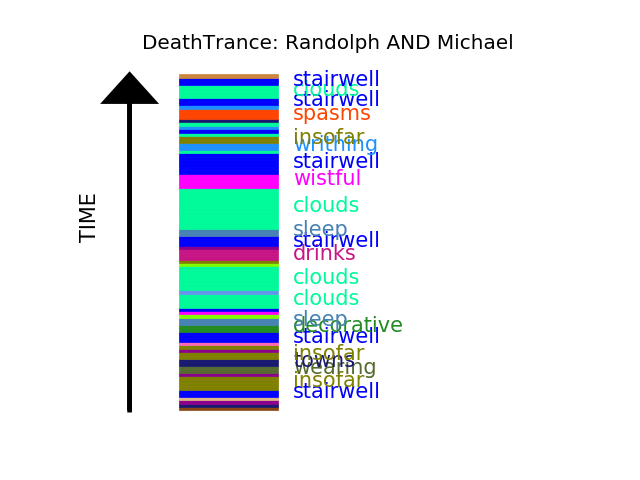 DeathTrance: Randolph AND Michael
stairwell
clouds
stairwell
spasms
insofar
writhing
stairwell
wistful
clouds
sleep
stairwell
drinks
clouds
clouds
sleep
decorative
stairwell
insofar
towns
wearing
insofar
stairwell
TIME